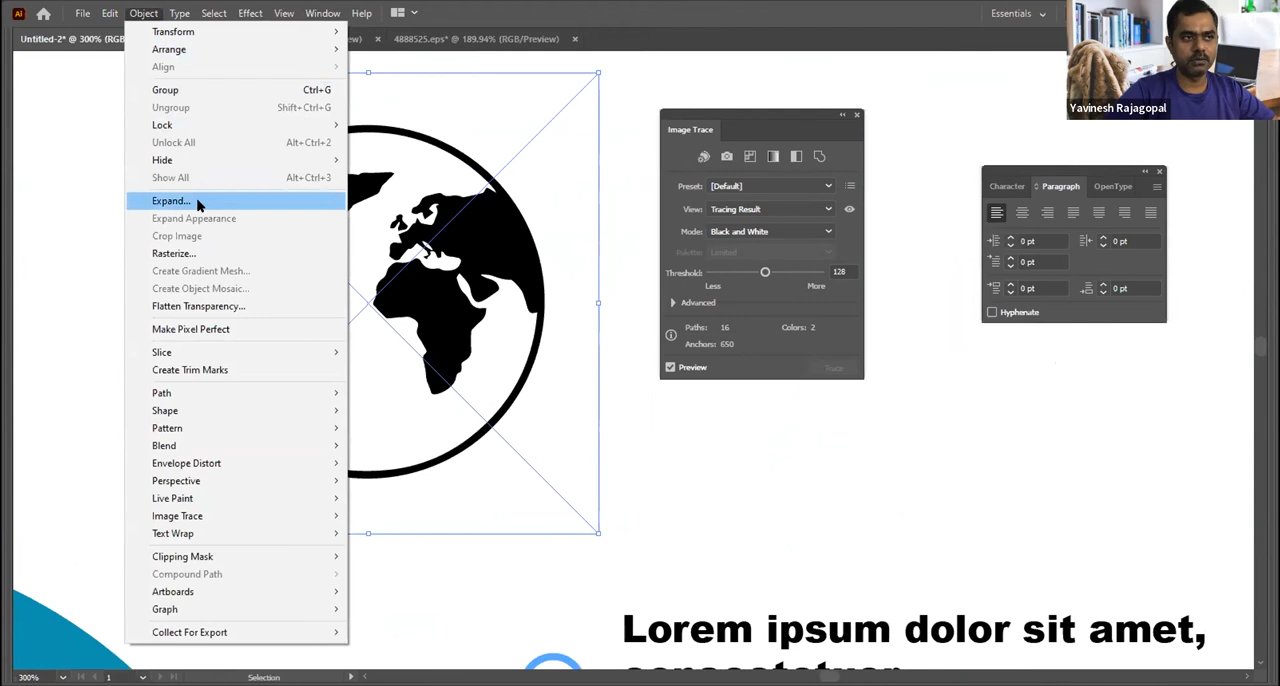 Ai File Edit Object Type Select Effect View Window Help Essentials
Untitled-2* @ 300% (RGB 4888525.eps* @ 189.94% (RGB/Preview)
Yavinesh Rajagopal
Transform
Arrange
Align
Group Ctrl+G
Ungroup Shift+Ctrl+G
Lock
Unlock All Alt+Ctrl+2
Hide
Show All Alt+Ctrl+3
Expand...
Expand Appearance
Crop Image
Rasterize...
Create Gradient Mesh...
Create Object Mosaic...
Flatten Transparency...
Make Pixel Perfect
Slice
Create Trim Marks
Path
Shape
Pattern
Blend
Envelope Distort
Perspective
Live Paint
Image Trace
Text Wrap
Clipping Mask
Compound Path
Artboards
Graph
Collect For Export
Image Trace
Preset: [Default]
View: Tracing Result
Mode: Black and White
Palette: Limited
Threshold: 128
Less More
Advanced
Paths: 16 Colors: 2
Anchors: 650
Preview Trace
Character Paragraph OpenType
0 pt 0 pt
0 pt
0 pt 0 pt
Hyphenate
Lorem ipsum dolor sit amet,
300% 1 Selection